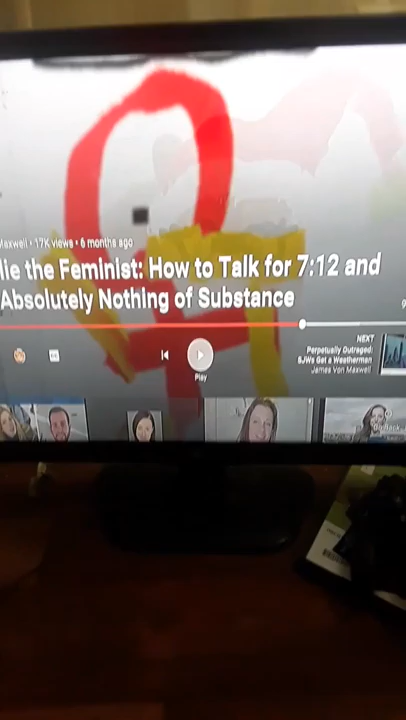 Maxwell • 17K views • 6 months ago
lie the Feminist: How to Talk for 7:12 and
Absolutely Nothing of Substance
NEXT
Perpetually Outraged:
SJWs Get a Weatherman
James Von Maxwell
Play